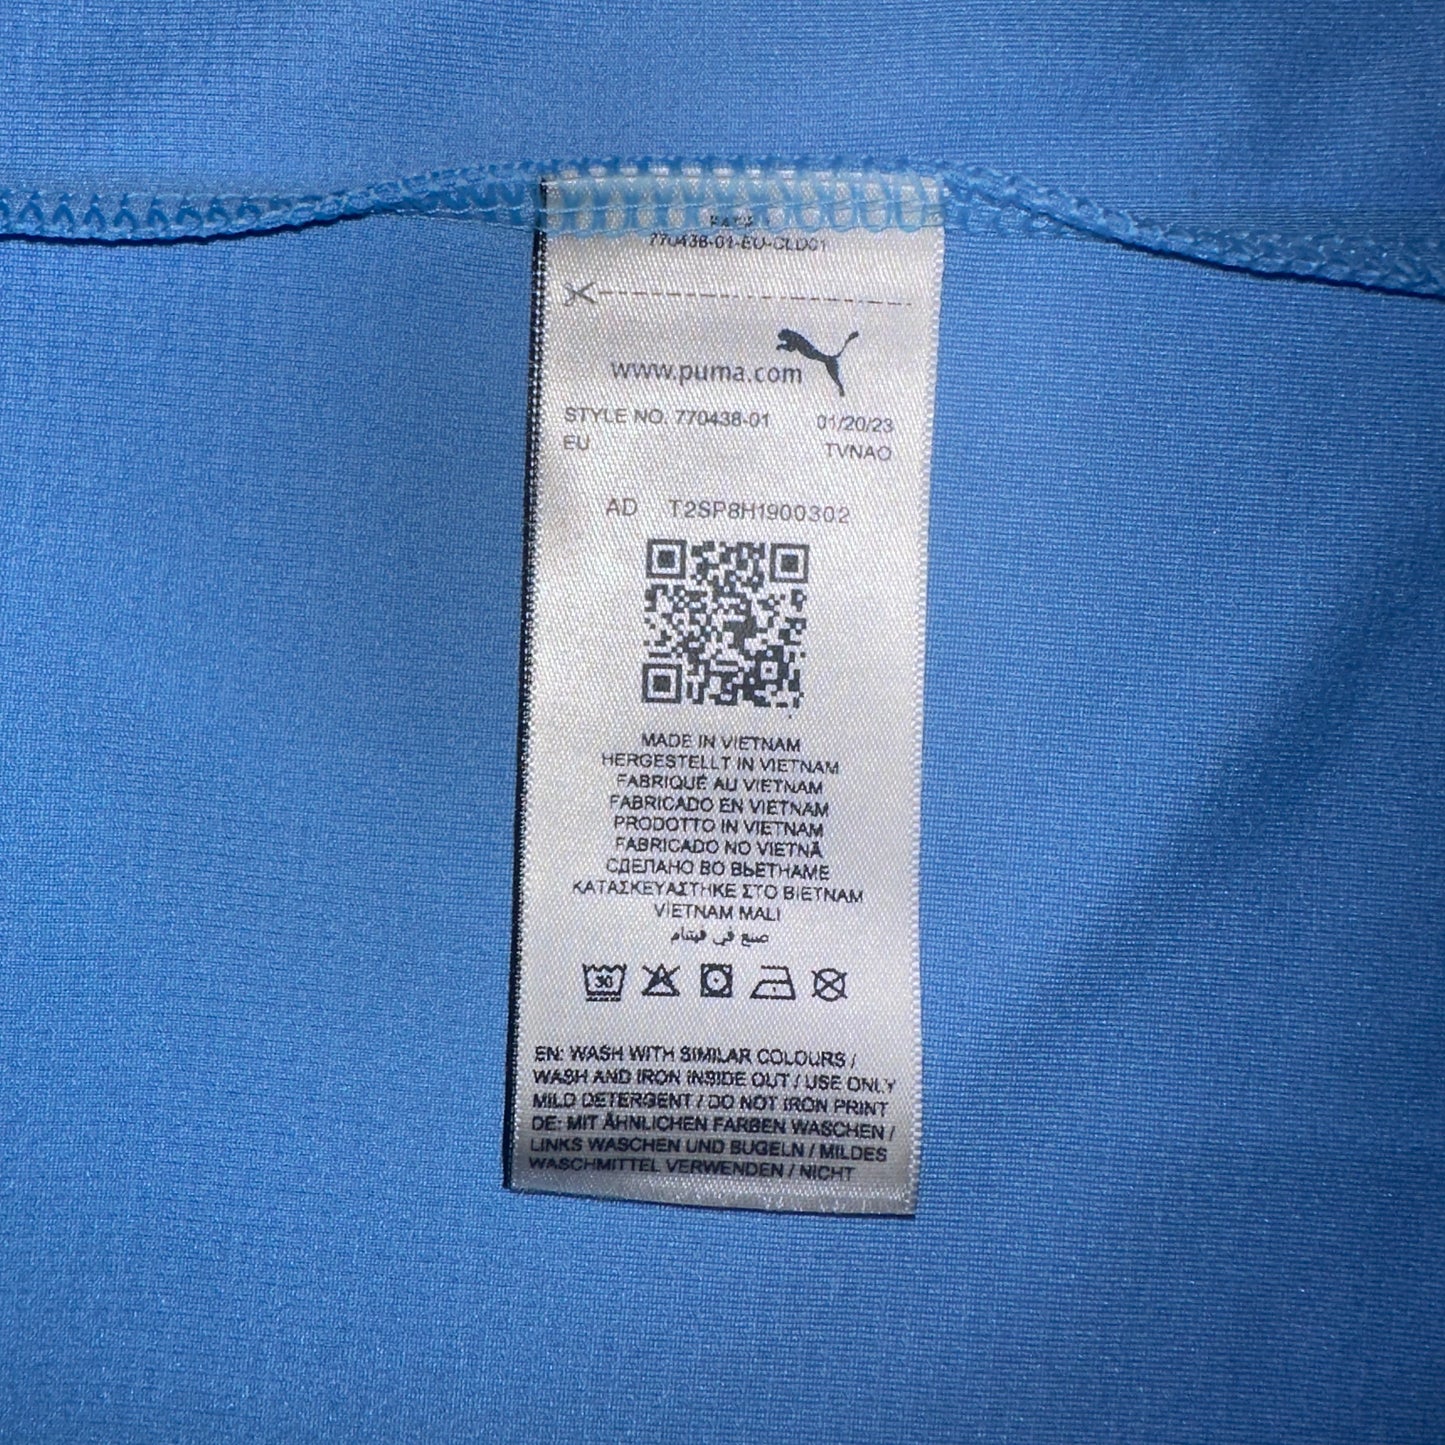 770438-01-EU-CLD01
www.puma.com
STYLE NO. 770438-01 01/20/23
EU TVNAO
AD T2SP8H1900302
MADE IN VIETNAM
HERGESTELLT IN VIETNAM
FABRIQUÉ AU VIETNAM
FABRICADO EN VIETNAM
PRODOTTO IN VIETNAM
FABRICADO NO VIETNÃ
СДЕЛАНО ВО ВЬЕТНАМЕ
ΚΑΤΑΣΚΕΥΑΣΤΗΚΕ ΣΤΟ ΒΙΕΤΝΑΜ
VIETNAM MALI
صنع في فيتنام
30
EN: WASH WITH SIMILAR COLOURS /
WASH AND IRON INSIDE OUT / USE ONLY
MILD DETERGENT / DO NOT IRON PRINT
DE: MIT ÄHNLICHEN FARBEN WASCHEN /
LINKS WASCHEN UND BÜGELN / MILDES
WASCHMITTEL VERWENDEN / NICHT